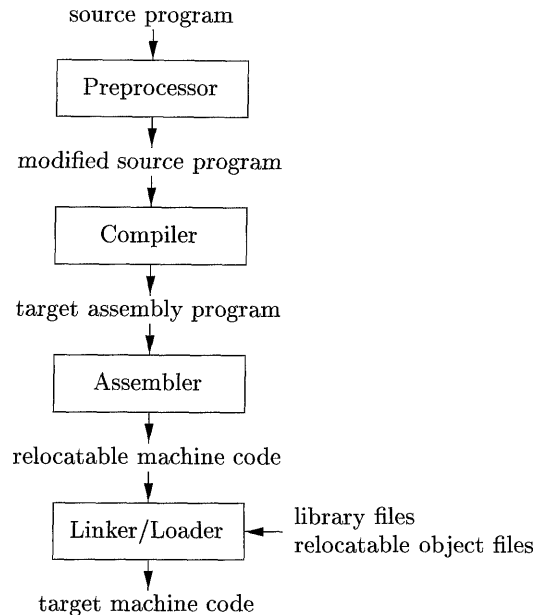 source program
Preprocessor
modified source program
Compiler
target assembly program
Assembler
relocatable machine code
Linker/Loader
library files
relocatable object files
target machine code